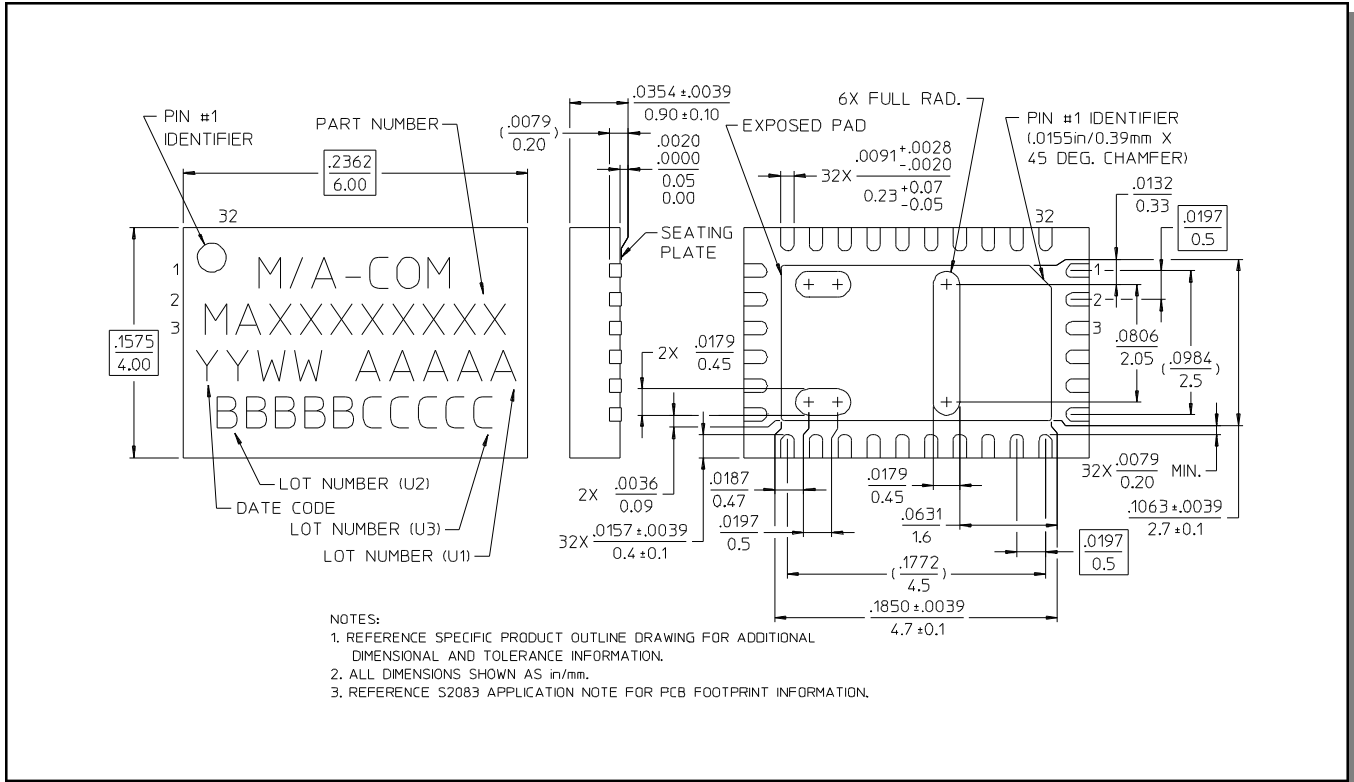 PIN #1
IDENTIFIER
PART NUMBER
.2362
6.00
32
1
2
3
M/A-COM
MAXXXXXXXXX
YYWW AAAAA
BBBBBCCCCC
.1575
4.00
LOT NUMBER (U2)
DATE CODE
LOT NUMBER (U3)
LOT NUMBER (U1)
.0354 ±.0039
0.90 ±0.10
(.0079
0.20)
.0020
.0000
0.05
0.00
SEATING
PLATE
EXPOSED PAD
6X FULL RAD.
32X .0091 +.0028
-.0020
0.23 +0.07
-0.05
PIN #1 IDENTIFIER
(.0155in/0.39mm X
45 DEG. CHAMFER)
32
.0132
0.33
.0197
0.5
1
2
3
.0806
2.05
(.0984
2.5)
2X .0179
0.45
2X .0036
0.09
32X .0157 ±.0039
0.4 ±0.1
.0187
0.47
.0197
0.5
.0179
0.45
.0631
1.6
32X .0079 MIN.
0.20
.1063 ±.0039
2.7 ±0.1
.0197
0.5
(.1772
4.5)
.1850 ±.0039
4.7 ±0.1
NOTES:
1. REFERENCE SPECIFIC PRODUCT OUTLINE DRAWING FOR ADDITIONAL
DIMENSIONAL AND TOLERANCE INFORMATION.
2. ALL DIMENSIONS SHOWN AS in/mm.
3. REFERENCE S2083 APPLICATION NOTE FOR PCB FOOTPRINT INFORMATION.